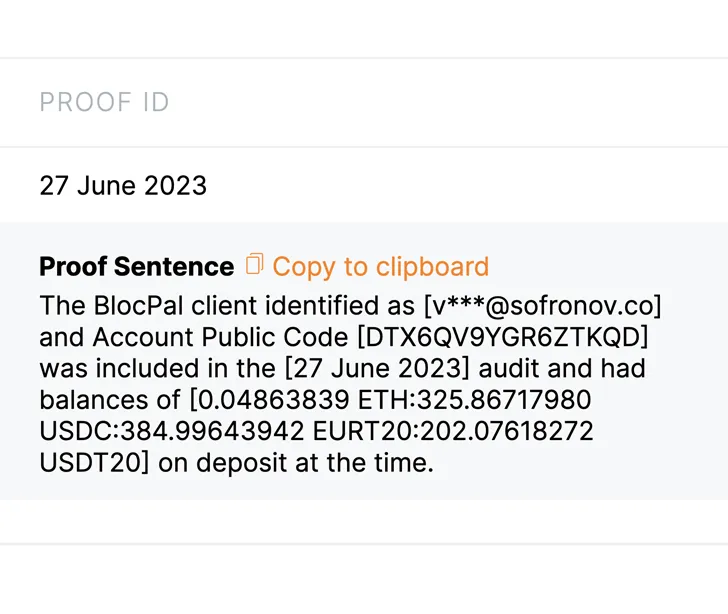 PROOF ID
27 June 2023
Proof Sentence Copy to clipboard
The BlocPal client identified as [v***@sofronov.co]
and Account Public Code [DTX6QV9YGR6ZTKQD]
was included in the [27 June 2023] audit and had
balances of [0.04863839 ETH:325.86717980
USDC:384.99643942 EURT20:202.07618272
USDT20] on deposit at the time.